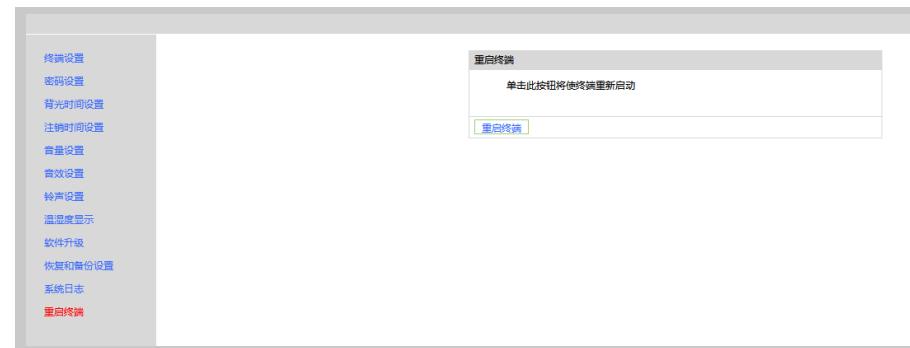 终端设置
密码设置
背光时间设置
注销时间设置
音量设置
音效设置
铃声设置
温湿度显示
软件升级
恢复和备份设置
系统日志
重启终端
重启终端
单击此按钮将使终端重新启动
重启终端